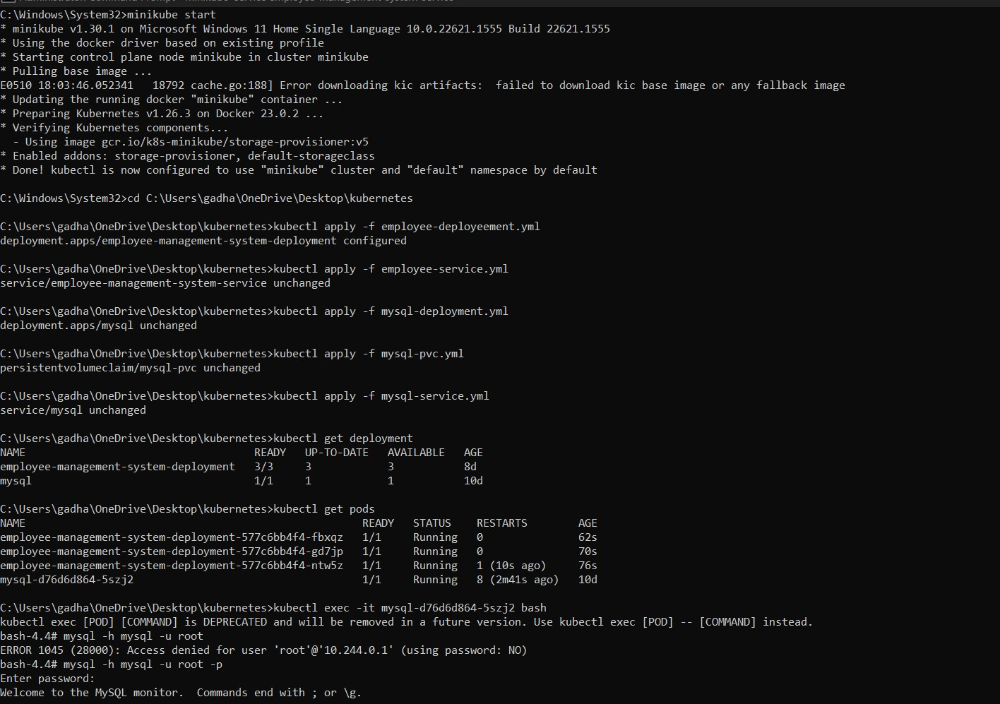 C:\Windows\System32>minikube start
* minikube v1.30.1 on Microsoft Windows 11 Home Single Language 10.0.22621.1555 Build 22621.1555
* Using the docker driver based on existing profile
* Starting control plane node minikube in cluster minikube
* Pulling base image ...
E0510 18:03:46.052341   18792 cache.go:188] Error downloading kic artifacts:  failed to download kic base image or any fallback image
* Updating the running docker "minikube" container ...
* Preparing Kubernetes v1.26.3 on Docker 23.0.2 ...
* Verifying Kubernetes components...
  - Using image gcr.io/k8s-minikube/storage-provisioner:v5
* Enabled addons: storage-provisioner, default-storageclass
* Done! kubectl is now configured to use "minikube" cluster and "default" namespace by default
C:\Windows\System32>cd C:\Users\gadha\OneDrive\Desktop\kubernetes
C:\Users\gadha\OneDrive\Desktop\kubernetes>kubectl apply -f employee-deployeement.yml
deployment.apps/employee-management-system-deployment configured
C:\Users\gadha\OneDrive\Desktop\kubernetes>kubectl apply -f employee-service.yml
service/employee-management-system-service unchanged
C:\Users\gadha\OneDrive\Desktop\kubernetes>kubectl apply -f mysql-deployment.yml
deployment.apps/mysql unchanged
C:\Users\gadha\OneDrive\Desktop\kubernetes>kubectl apply -f mysql-pvc.yml
persistentvolumeclaim/mysql-pvc unchanged
C:\Users\gadha\OneDrive\Desktop\kubernetes>kubectl apply -f mysql-service.yml
service/mysql unchanged
C:\Users\gadha\OneDrive\Desktop\kubernetes>kubectl get deployment
NAME                                    READY   UP-TO-DATE   AVAILABLE   AGE
employee-management-system-deployment   3/3     3            3           8d
mysql                                   1/1     1            1           10d
C:\Users\gadha\OneDrive\Desktop\kubernetes>kubectl get pods
NAME                                                     READY   STATUS    RESTARTS        AGE
employee-management-system-deployment-577c6bb4f4-fbxqz   1/1     Running   0               62s
employee-management-system-deployment-577c6bb4f4-gd7jp   1/1     Running   0               70s
employee-management-system-deployment-577c6bb4f4-ntw5z   1/1     Running   1 (10s ago)     76s
mysql-d76d6d864-5szj2                                    1/1     Running   8 (2m41s ago)   10d
C:\Users\gadha\OneDrive\Desktop\kubernetes>kubectl exec -it mysql-d76d6d864-5szj2 bash
kubectl exec [POD] [COMMAND] is DEPRECATED and will be removed in a future version. Use kubectl exec [POD] -- [COMMAND] instead.
bash-4.4# mysql -h mysql -u root
ERROR 1045 (28000): Access denied for user 'root'@'10.244.0.1' (using password: NO)
bash-4.4# mysql -h mysql -u root -p
Enter password:
Welcome to the MySQL monitor.  Commands end with ; or \g.